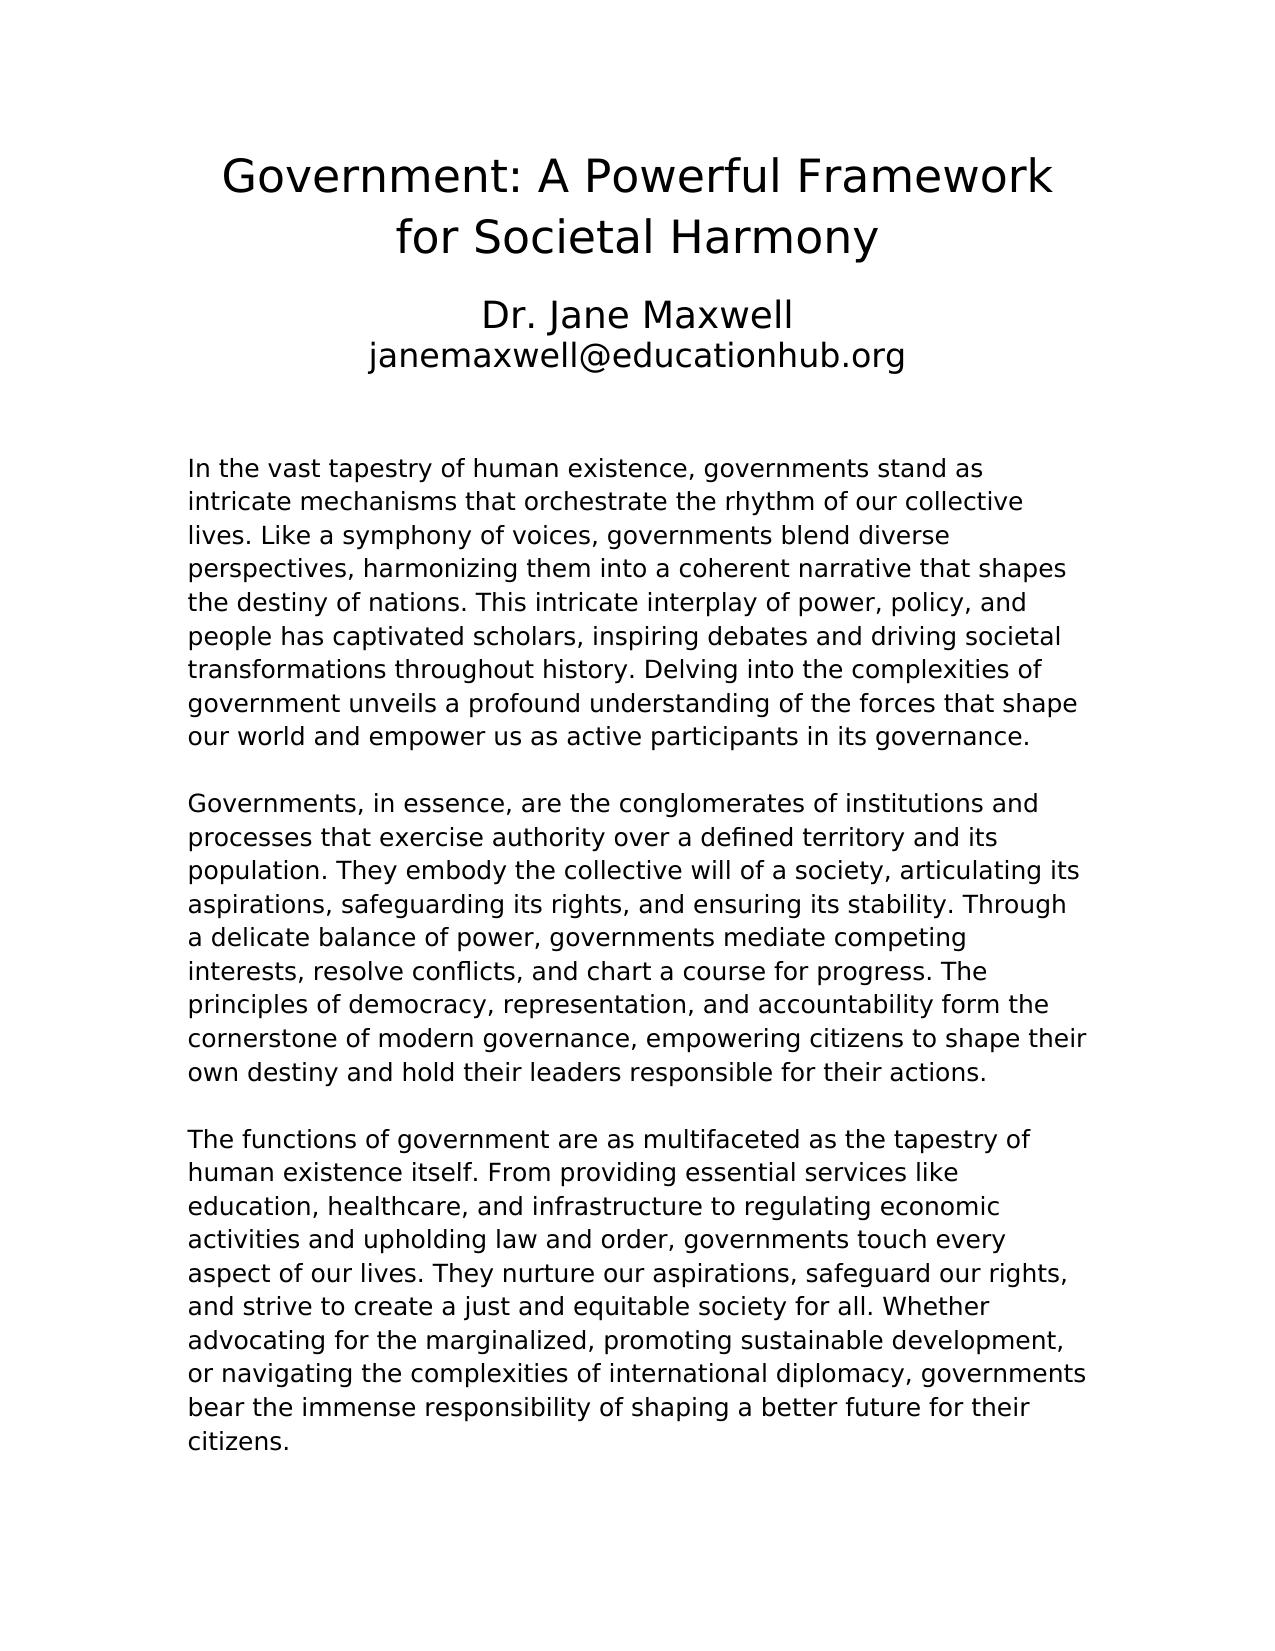 Government: A Powerful Framework
for Societal Harmony
Dr. Jane Maxwell
janemaxwell@educationhub.org
In the vast tapestry of human existence, governments stand as
intricate mechanisms that orchestrate the rhythm of our collective
lives. Like a symphony of voices, governments blend diverse
perspectives, harmonizing them into a coherent narrative that shapes
the destiny of nations. This intricate interplay of power, policy, and
people has captivated scholars, inspiring debates and driving societal
transformations throughout history. Delving into the complexities of
government unveils a profound understanding of the forces that shape
our world and empower us as active participants in its governance.
Governments, in essence, are the conglomerates of institutions and
processes that exercise authority over a defined territory and its
population. They embody the collective will of a society, articulating its
aspirations, safeguarding its rights, and ensuring its stability. Through
a delicate balance of power, governments mediate competing
interests, resolve conflicts, and chart a course for progress. The
principles of democracy, representation, and accountability form the
cornerstone of modern governance, empowering citizens to shape their
own destiny and hold their leaders responsible for their actions.
The functions of government are as multifaceted as the tapestry of
human existence itself. From providing essential services like
education, healthcare, and infrastructure to regulating economic
activities and upholding law and order, governments touch every
aspect of our lives. They nurture our aspirations, safeguard our rights,
and strive to create a just and equitable society for all. Whether
advocating for the marginalized, promoting sustainable development,
or navigating the complexities of international diplomacy, governments
bear the immense responsibility of shaping a better future for their
citizens.